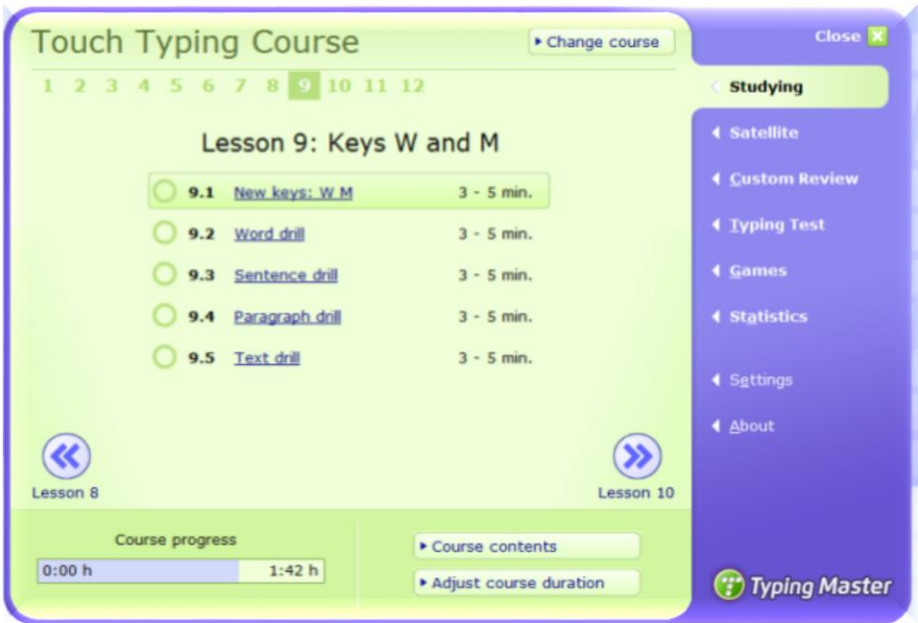 Touch Typing Course
Change course
1 2 3 4 5 6 7 8 9 10 11 12
Lesson 9: Keys W and M
9.1 New keys: W M 3 - 5 min.
9.2 Word drill 3 - 5 min.
9.3 Sentence drill 3 - 5 min.
9.4 Paragraph drill 3 - 5 min.
9.5 Text drill 3 - 5 min.
Lesson 8
Lesson 10
Course progress
0:00 h 1:42 h
Course contents
Adjust course duration
Close
Studying
Satellite
Custom Review
Typing Test
Games
Statistics
Settings
About
Typing Master